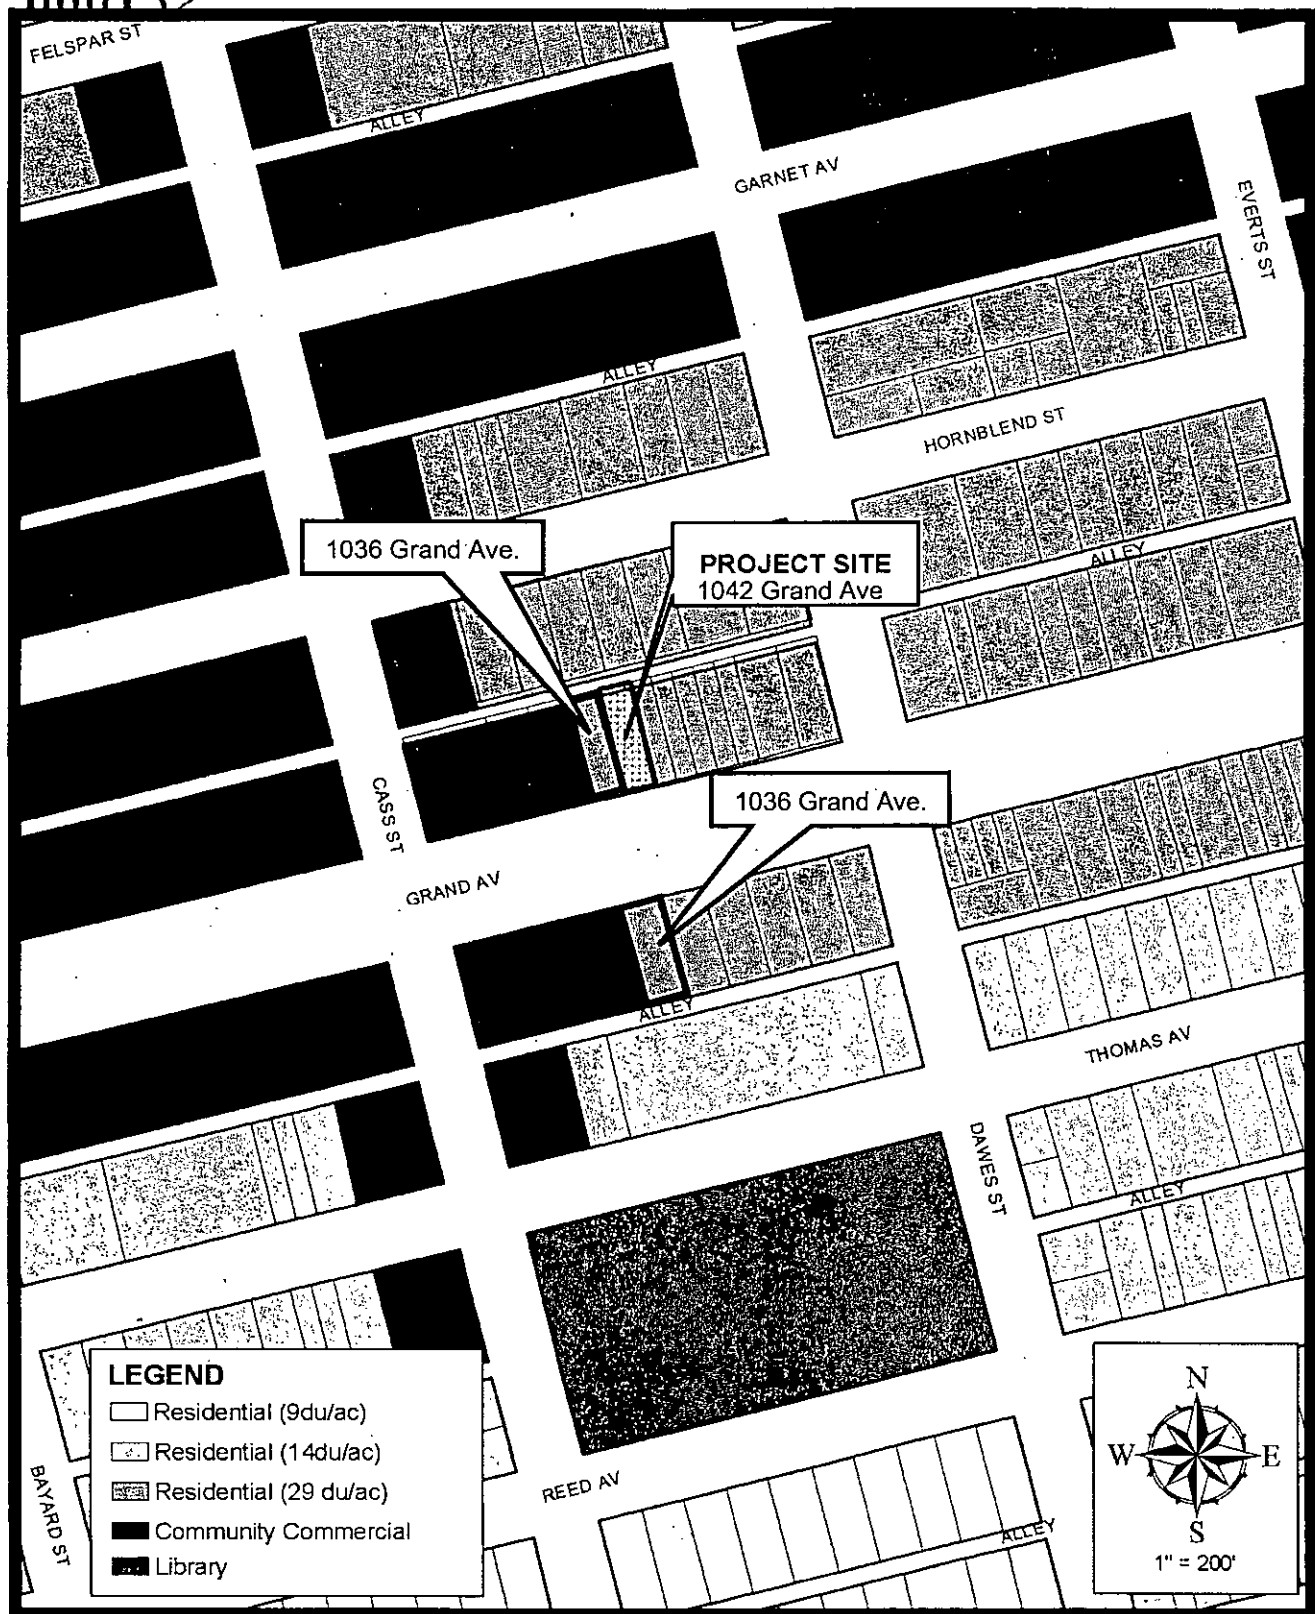 FELSPAR ST
ALLEY
GARNET AV
EVERTS ST
ALLEY
HORNBLEND ST
1036 Grand Ave.
PROJECT SITE
1042 Grand Ave
ALLEY
CASS ST
1036 Grand Ave.
GRAND AV
ALLEY
THOMAS AV
DAWES ST
ALLEY
LEGEND
Residential (9du/ac)
Residential (14du/ac)
Residential (29 du/ac)
Community Commercial
Library
BAYARD ST
REED AV
ALLEY
N
W E
S
1" = 200'